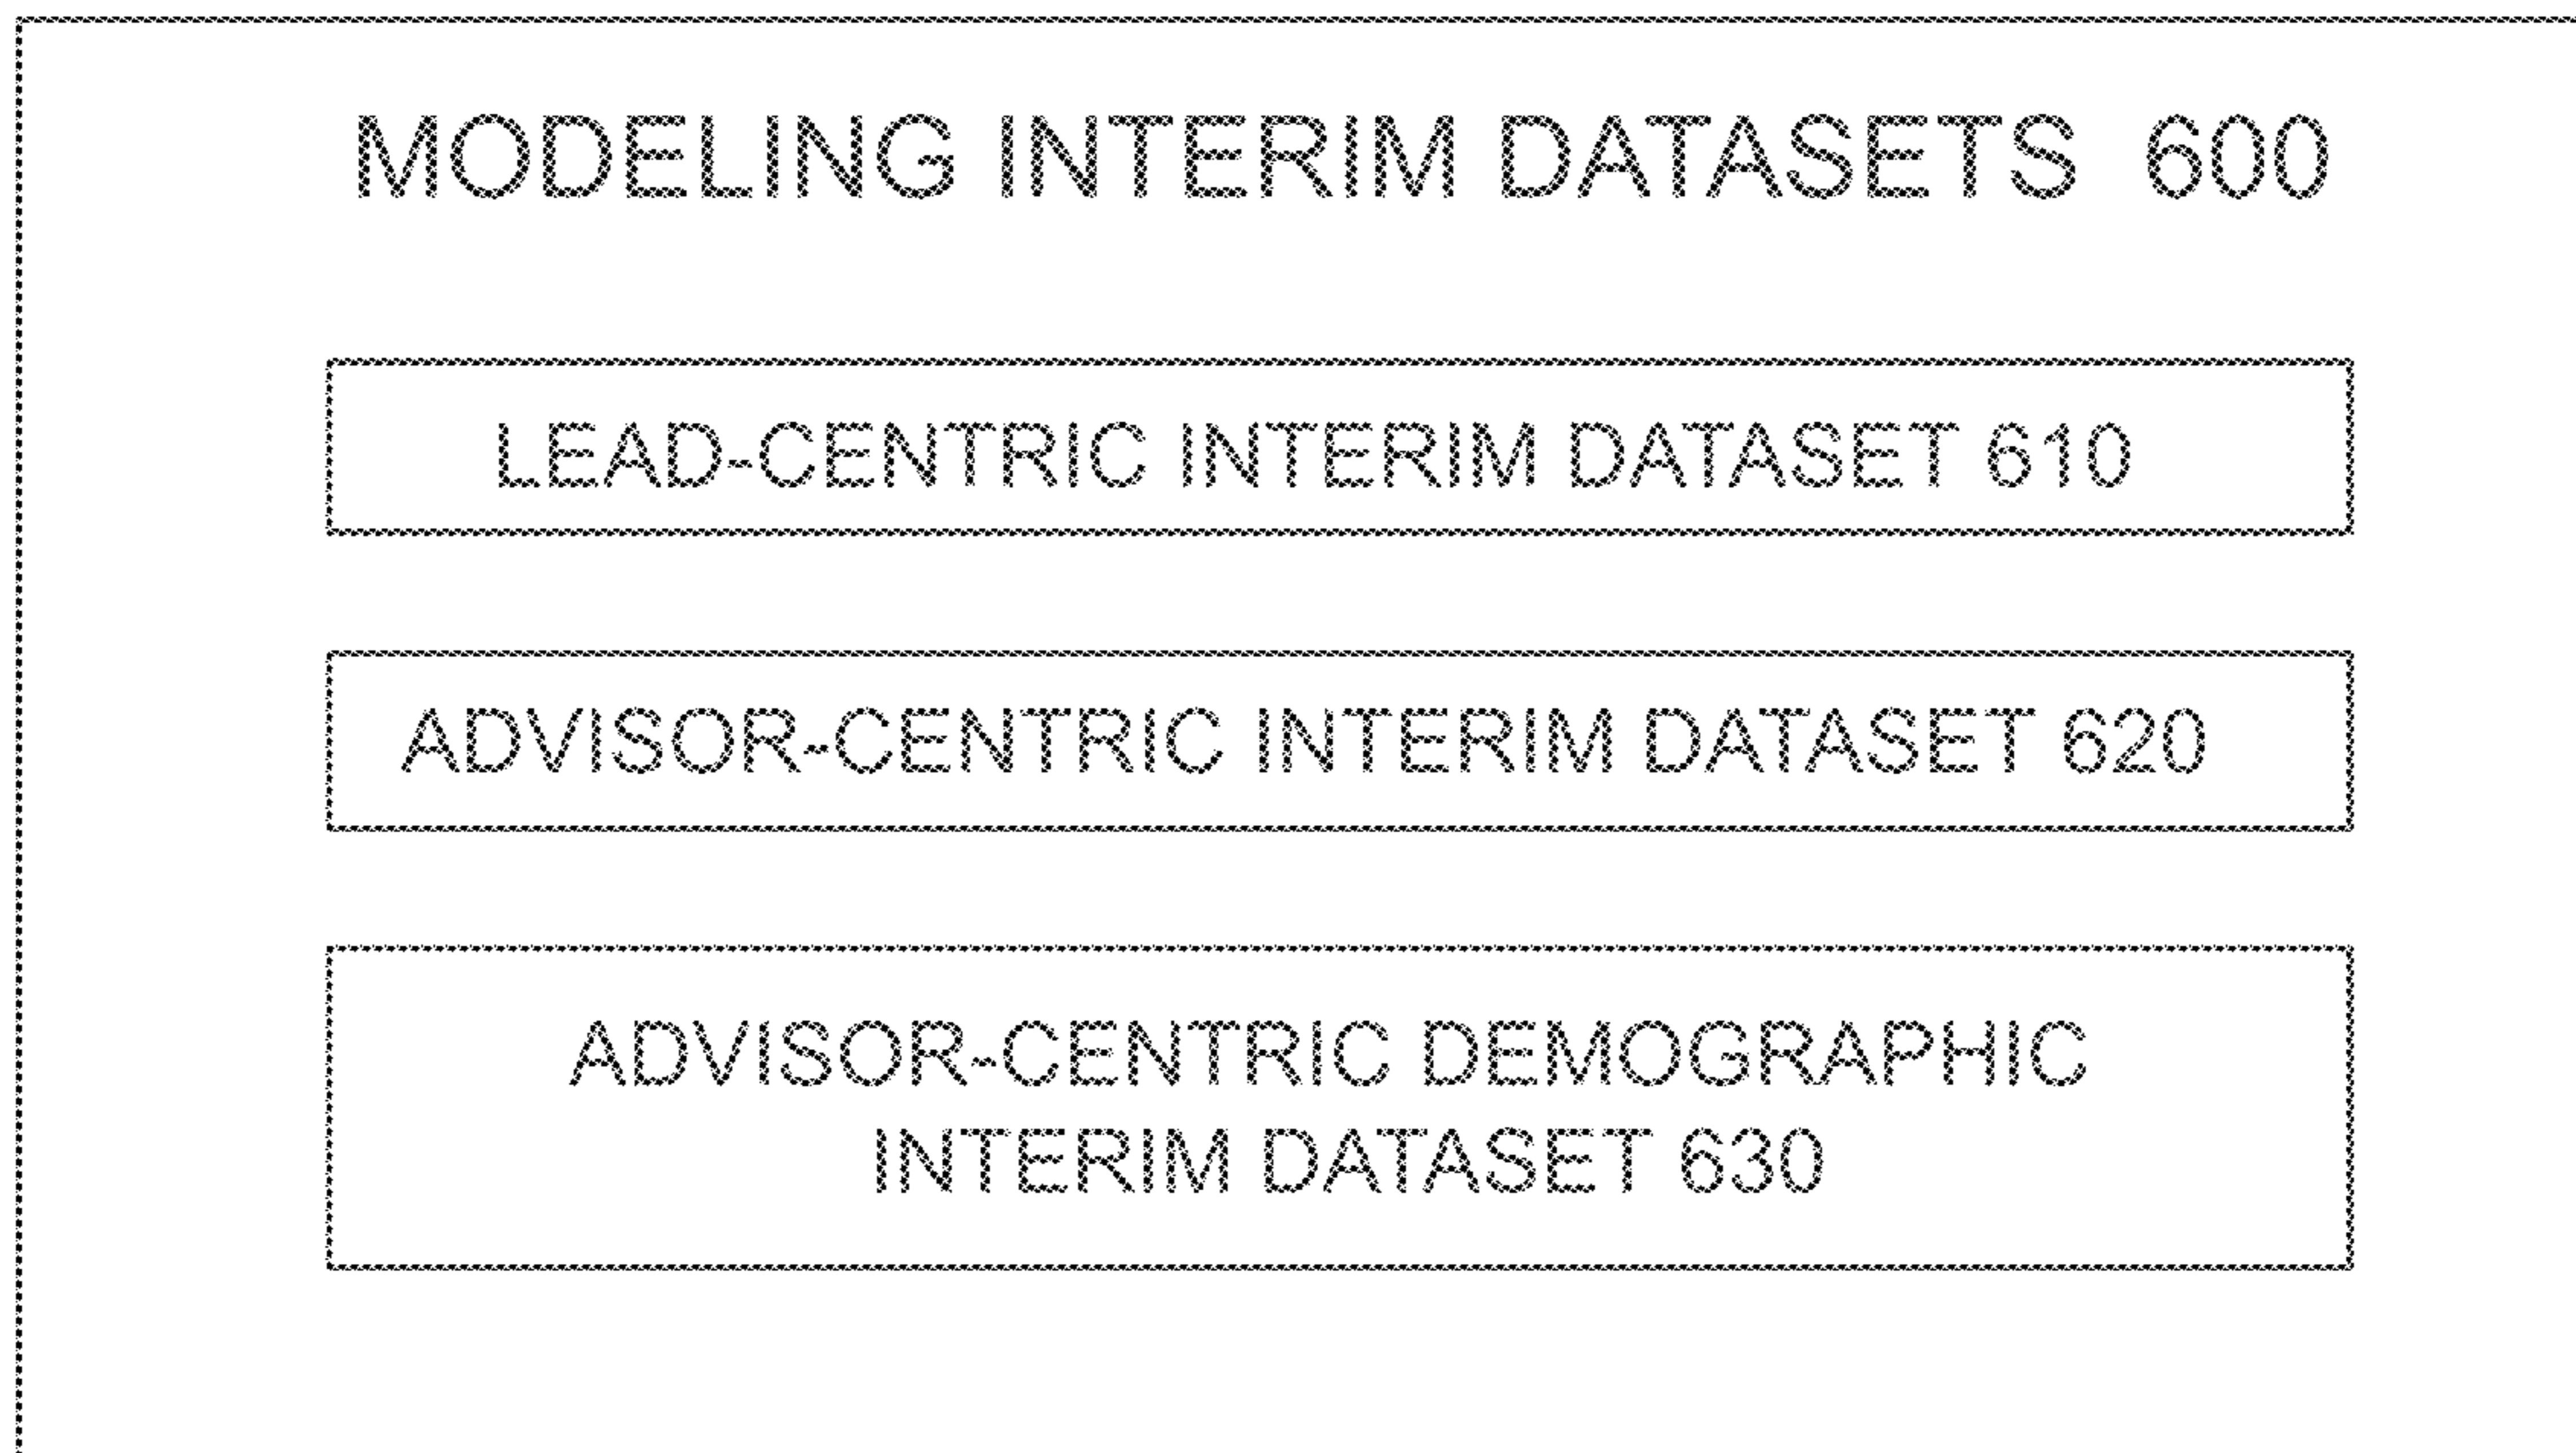 MODELING INTERIM DATASETS 600
LEAD-CENTRIC INTERIM DATASET 610
ADVISOR-CENTRIC INTERIM DATASET 620
ADVISOR-CENTRIC DEMOGRAPHIC
INTERIM DATASET 630